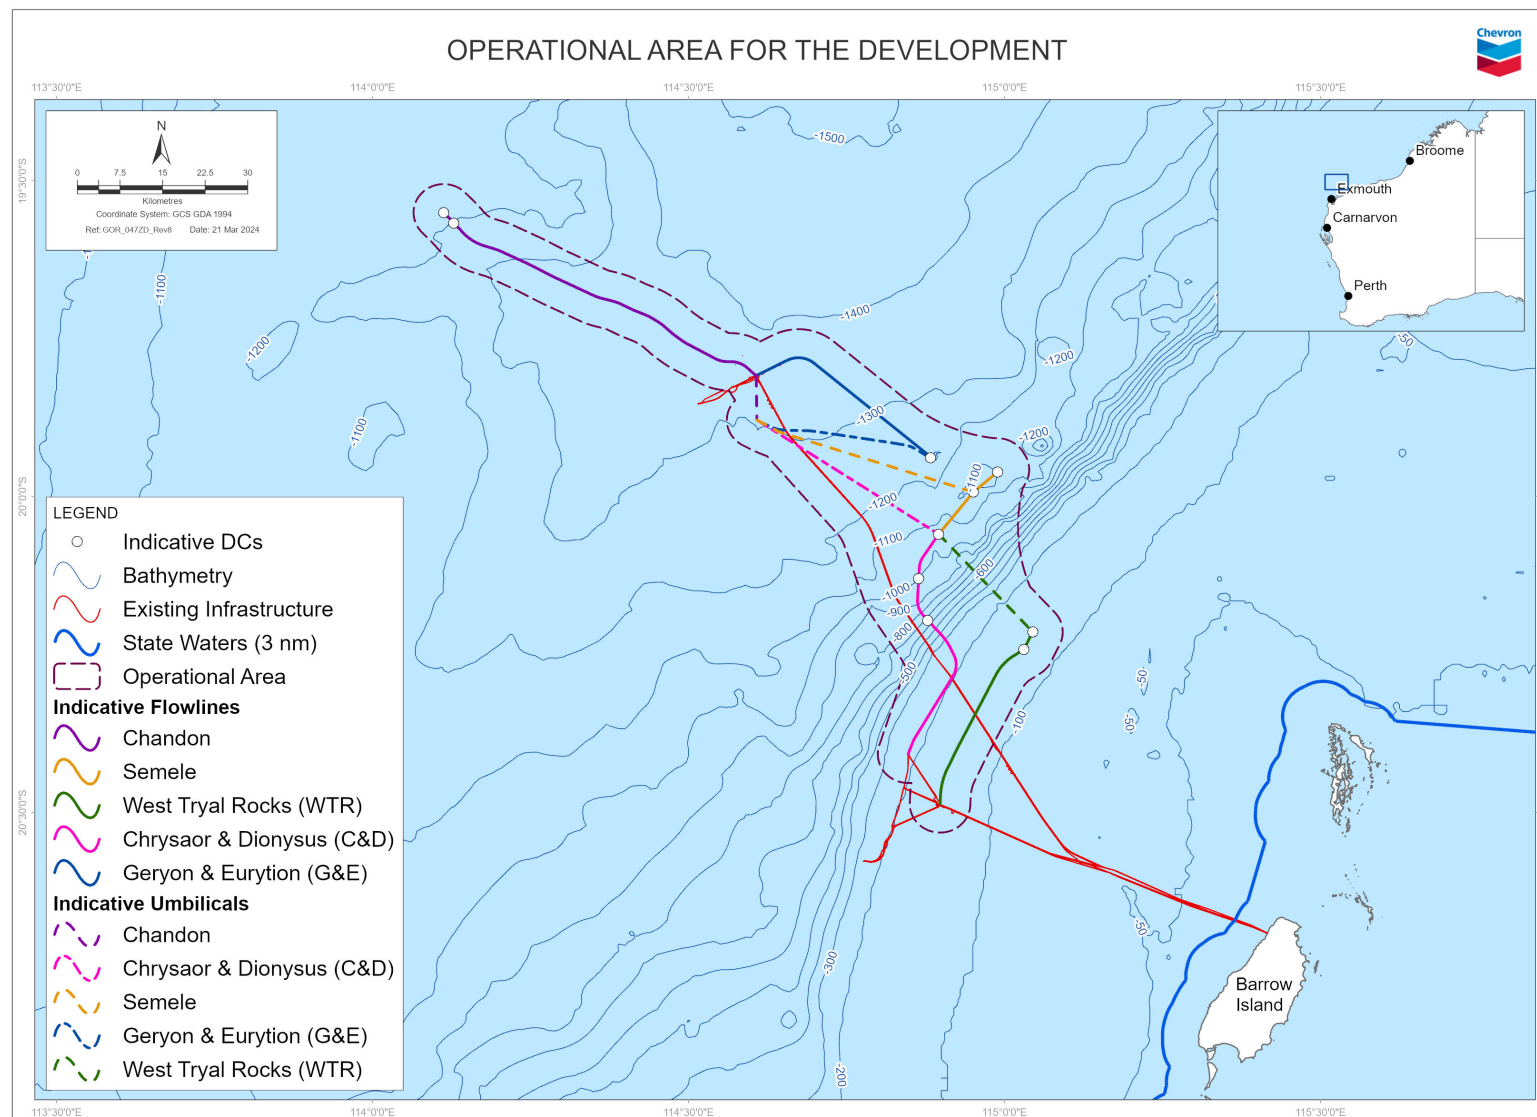 OPERATIONAL AREA FOR THE DEVELOPMENT
Chevron
113°30'0"E
114°0'0"E
114°30'0"E
115°0'0"E
115°30'0"E
N
0 7.5 15 22.5 30
Kilometres
Coordinate System: GCS GDA 1994
Ref: GOR_047ZD_Rev8 Date: 21 Mar 2024
Broome
Exmouth
Carnarvon
Perth
19°30'0"S
20°0'0"S
20°30'0"S
-1500
-1100
-1400
-1200
-1200
-50
-1300
-1100
-1200
-1100
-1200
-1100
-600
-1000
-900
-800
-500
-50
-50
-100
-50
-300
-200
Barrow
Island
LEGEND
Indicative DCs
Bathymetry
Existing Infrastructure
State Waters (3 nm)
Operational Area
Indicative Flowlines
Chandon
Semele
West Tryal Rocks (WTR)
Chrysaor & Dionysus (C&D)
Geryon & Eurytion (G&E)
Indicative Umbilicals
Chandon
Chrysaor & Dionysus (C&D)
Semele
Geryon & Eurytion (G&E)
West Tryal Rocks (WTR)
113°30'0"E
114°0'0"E
114°30'0"E
115°0'0"E
115°30'0"E